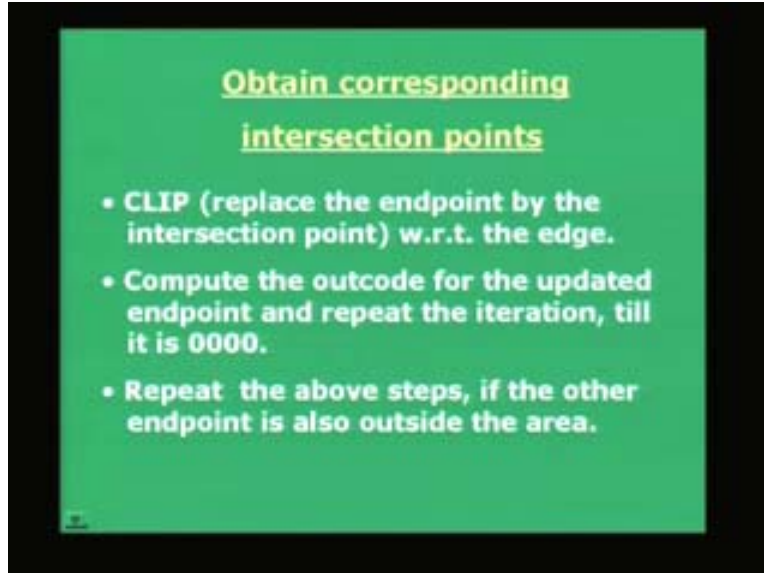 Obtain corresponding
intersection points
• CLIP (replace the endpoint by the
intersection point) w.r.t. the edge.
• Compute the outcode for the updated
endpoint and repeat the iteration, till
it is 0000.
• Repeat the above steps, if the other
endpoint is also outside the area.